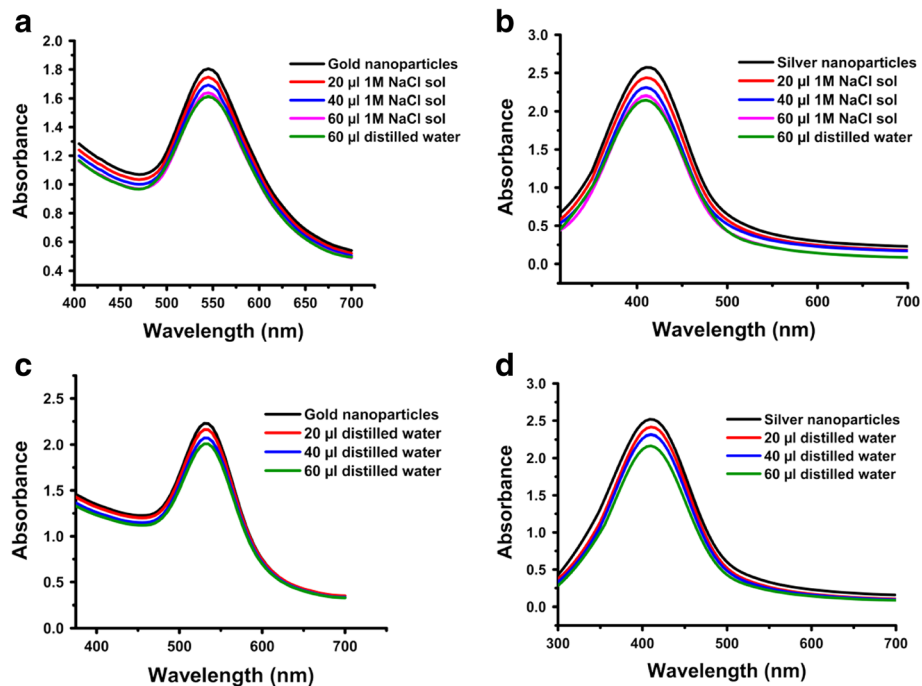 a
Absorbance
2.0
1.8
1.6
1.4
1.2
1.0
0.8
0.6
0.4
Gold nanoparticles
20 µl 1M NaCl sol
40 µl 1M NaCl sol
60 µl 1M NaCl sol
60 µl distilled water
400 450 500 550 600 650 700
Wavelength (nm)
b
Absorbance
3.0
2.5
2.0
1.5
1.0
0.5
0.0
Silver nanoparticles
20 µl 1M NaCl sol
40 µl 1M NaCl sol
60 µl 1M NaCl sol
60 µl distilled water
400 500 600 700
Wavelength (nm)
c
Absorbance
2.5
2.0
1.5
1.0
0.5
0.0
Gold nanoparticles
20 µl distilled water
40 µl distilled water
60 µl distilled water
400 500 600 700
Wavelength (nm)
d
Absorbance
3.0
2.5
2.0
1.5
1.0
0.5
0.0
Silver nanoparticles
20 µl distilled water
40 µl distilled water
60 µl distilled water
300 400 500 600 700
Wavelength (nm)